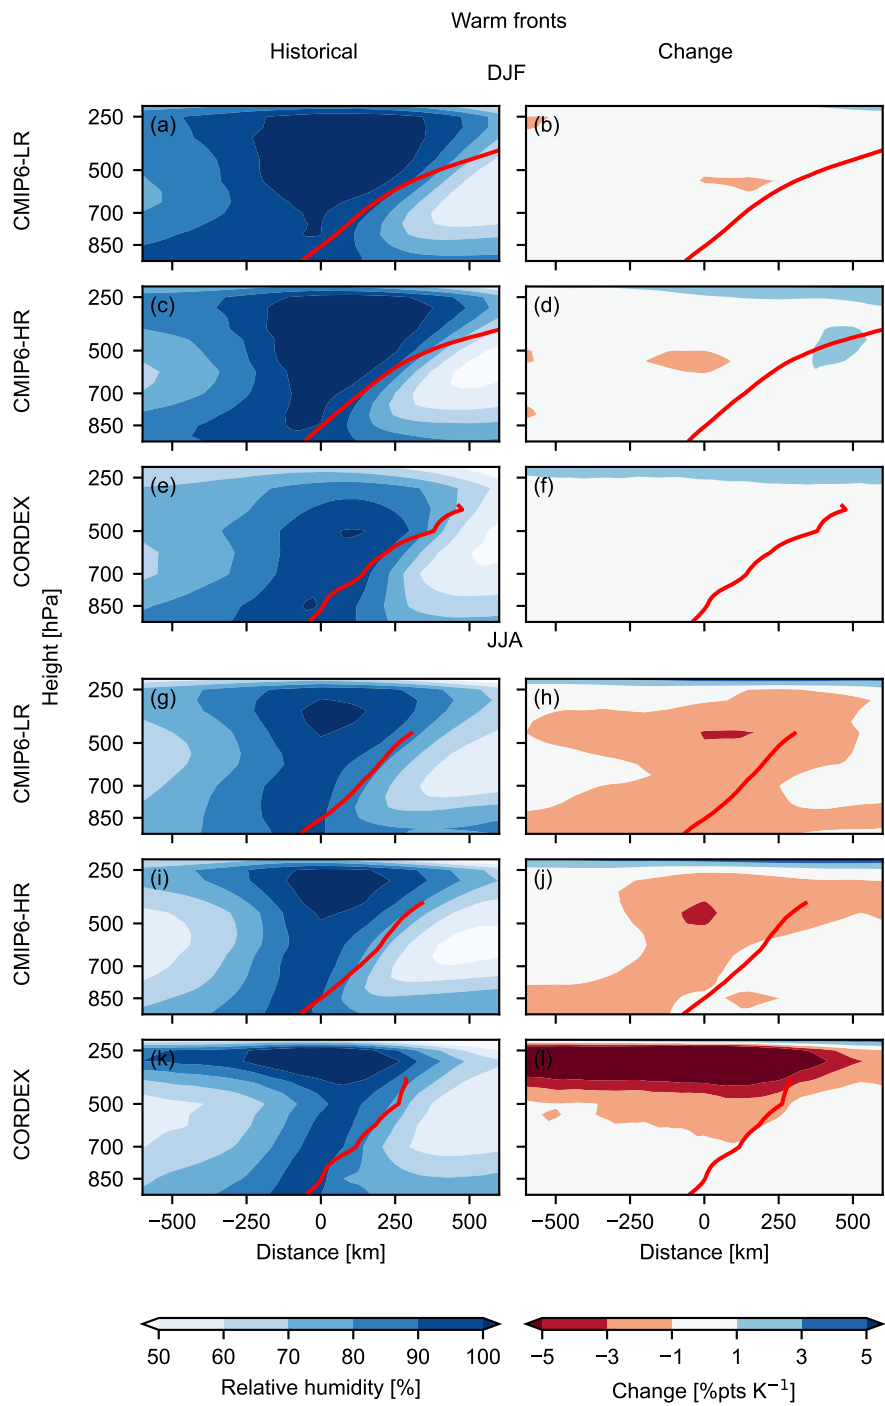 Warm fronts
Historical
Change
DJF
CMIP6-LR
250
500
700
850
(a)
(b)
CMIP6-HR
250
500
700
850
(c)
(d)
CORDEX
250
500
700
850
(e)
(f)
Height [hPa]
JJA
CMIP6-LR
250
500
700
850
(g)
(h)
CMIP6-HR
250
500
700
850
(i)
(j)
CORDEX
250
500
700
850
(k)
(l)
−500 −250 0 250 500
−500 −250 0 250 500
Distance [km]
Distance [km]
50 60 70 80 90 100
−5 −3 −1 1 3 5
Relative humidity [%]
Change [%pts K⁻¹]